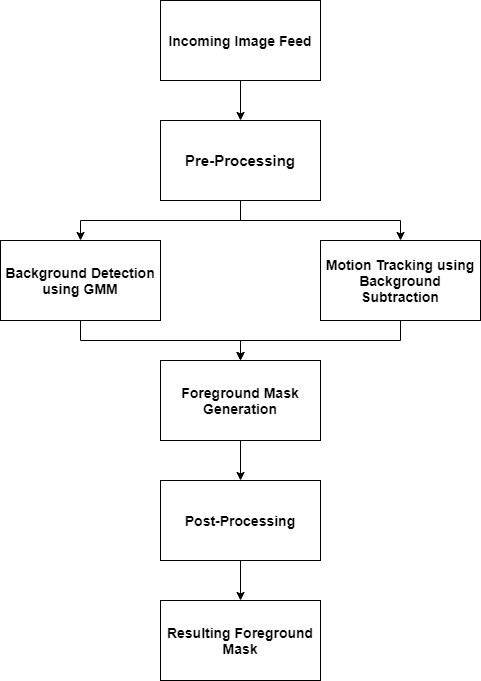 Incoming Image Feed
Pre-Processing
Background Detection
using GMM
Motion Tracking using
Background
Subtraction
Foreground Mask
Generation
Post-Processing
Resulting Foreground
Mask